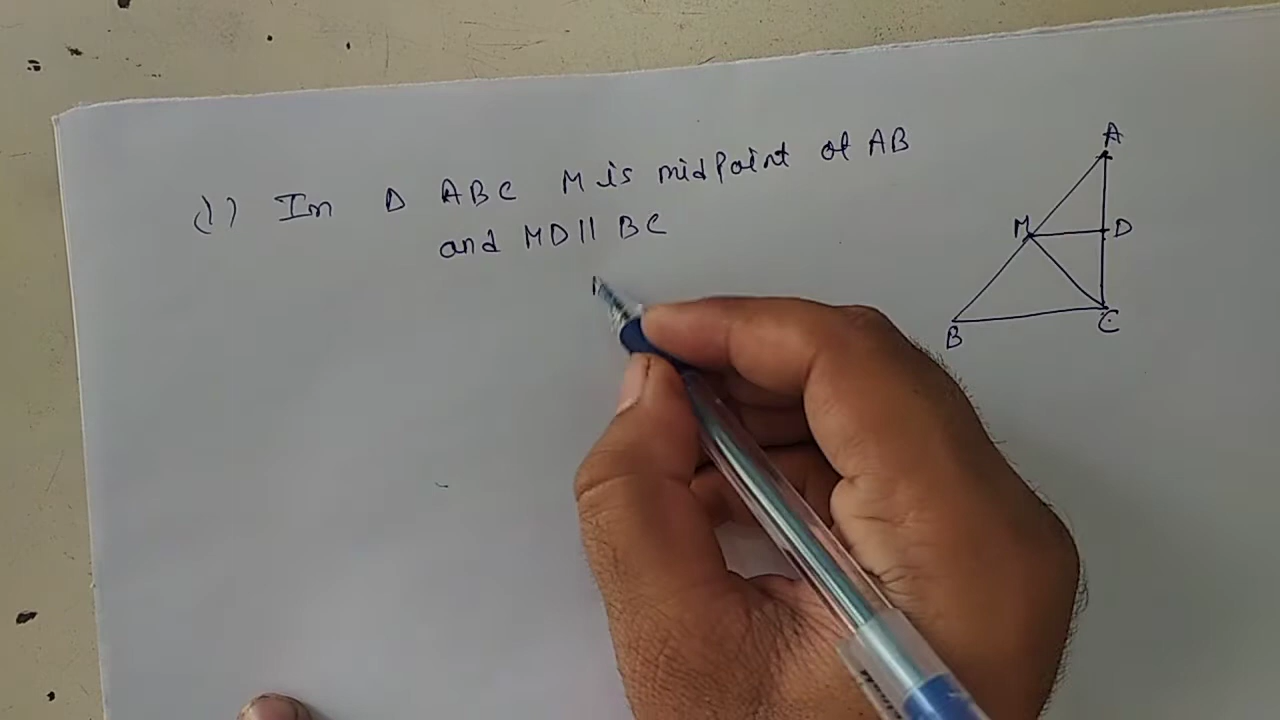 (1) In Δ ABC M is midpoint of AB
and MD || BC
A
M D
B C